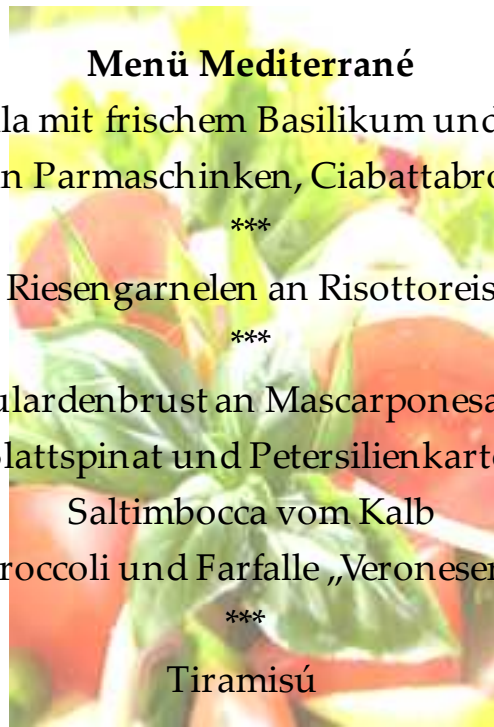 Menü Mediterrané
la mit frischem Basilikum und
n Parmaschinken, Ciabattabro
***
Riesengarnelen an Risottoreis
***
ulardenbrust an Mascarponesa
lattspinat und Petersilienkarto
Saltimbocca vom Kalb
roccoli und Farfalle „Veroneser
***
Tiramisú